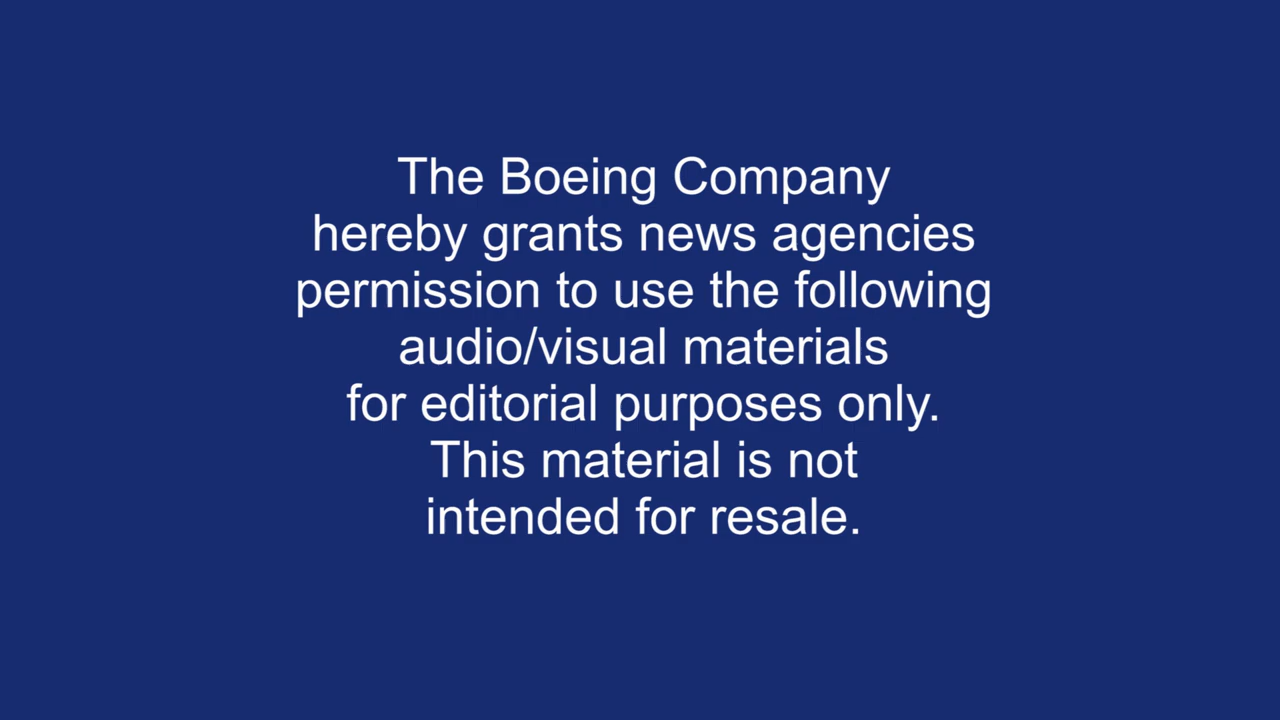 The Boeing Company
hereby grants news agencies
permission to use the following
audio/visual materials
for editorial purposes only.
This material is not
intended for resale.